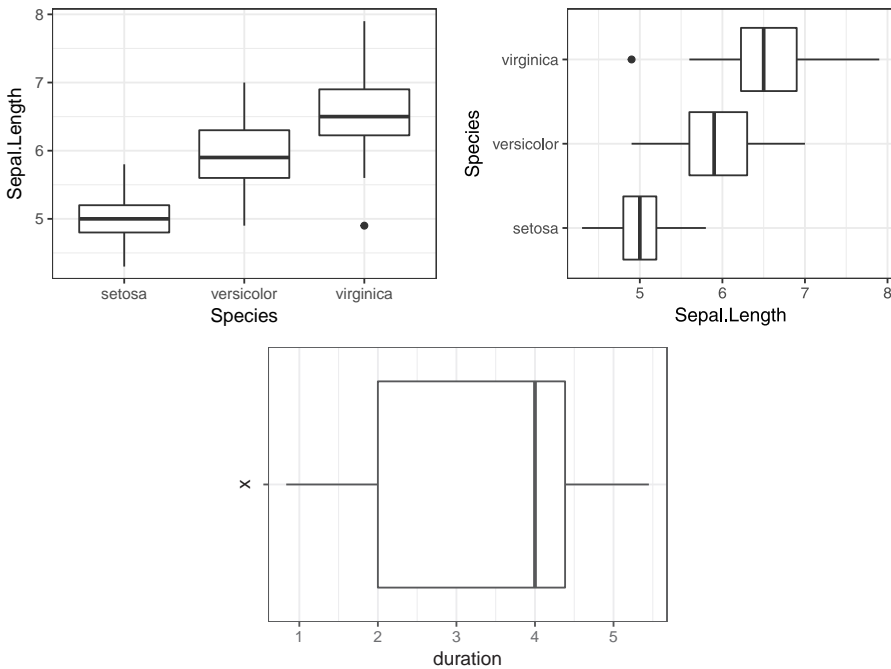 Sepal.Length
8
7
6
5
setosa versicolor virginica
Species
Species
virginica
versicolor
setosa
5 6 7 8
Sepal.Length
x
1 2 3 4 5
duration